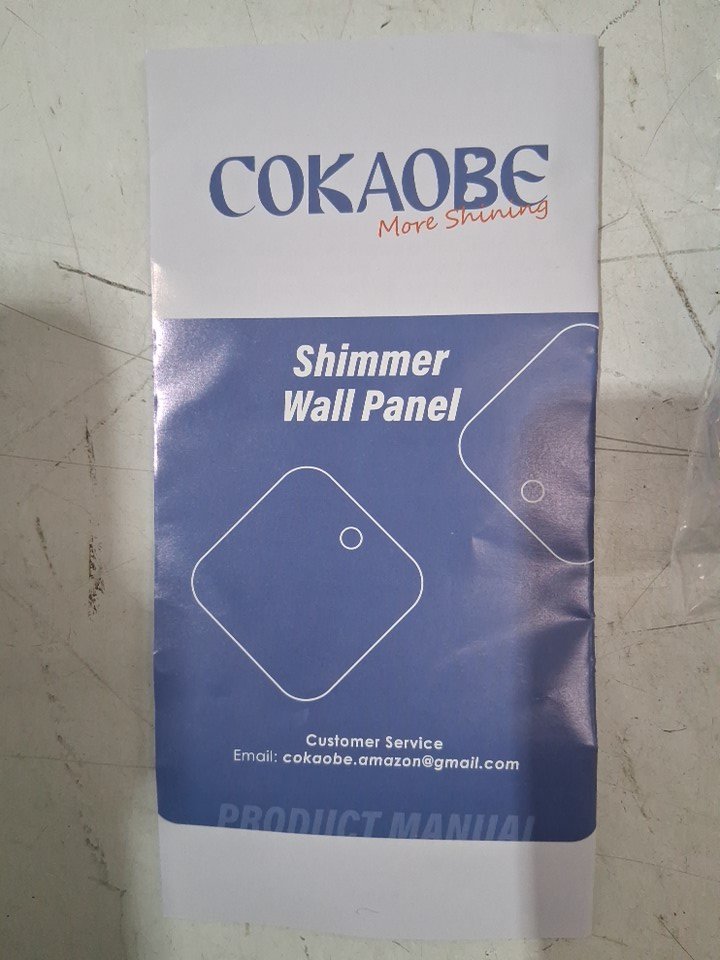 COKAOBE
More Shining
Shimmer
Wall Panel
Customer Service
Email: cokaobe.amazon@gmail.com
PRODUCT MANUAL